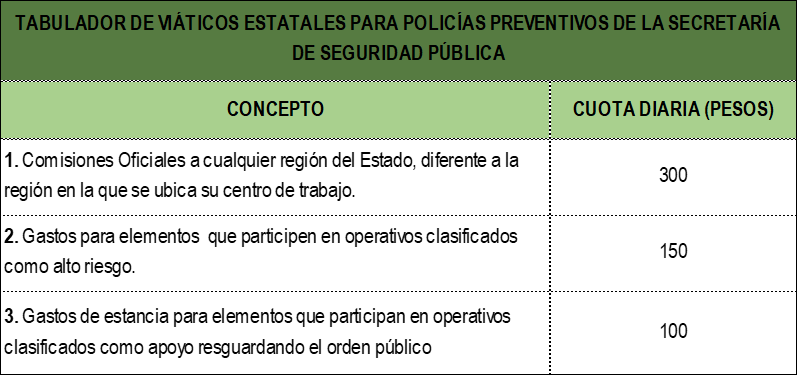 TABULADOR DE VIÁTICOS ESTATALES PARA POLICÍAS PREVENTIVOS DE LA SECRETARÍA
DE SEGURIDAD PÚBLICA
CONCEPTO
CUOTA DIARIA (PESOS)
1. Comisiones Oficiales a cualquier región del Estado, diferente a la
región en la que se ubica su centro de trabajo.
300
2. Gastos para elementos que participen en operativos clasificados
como alto riesgo.
150
3. Gastos de estancia para elementos que participan en operativos
clasificados como apoyo resguardando el orden público
100